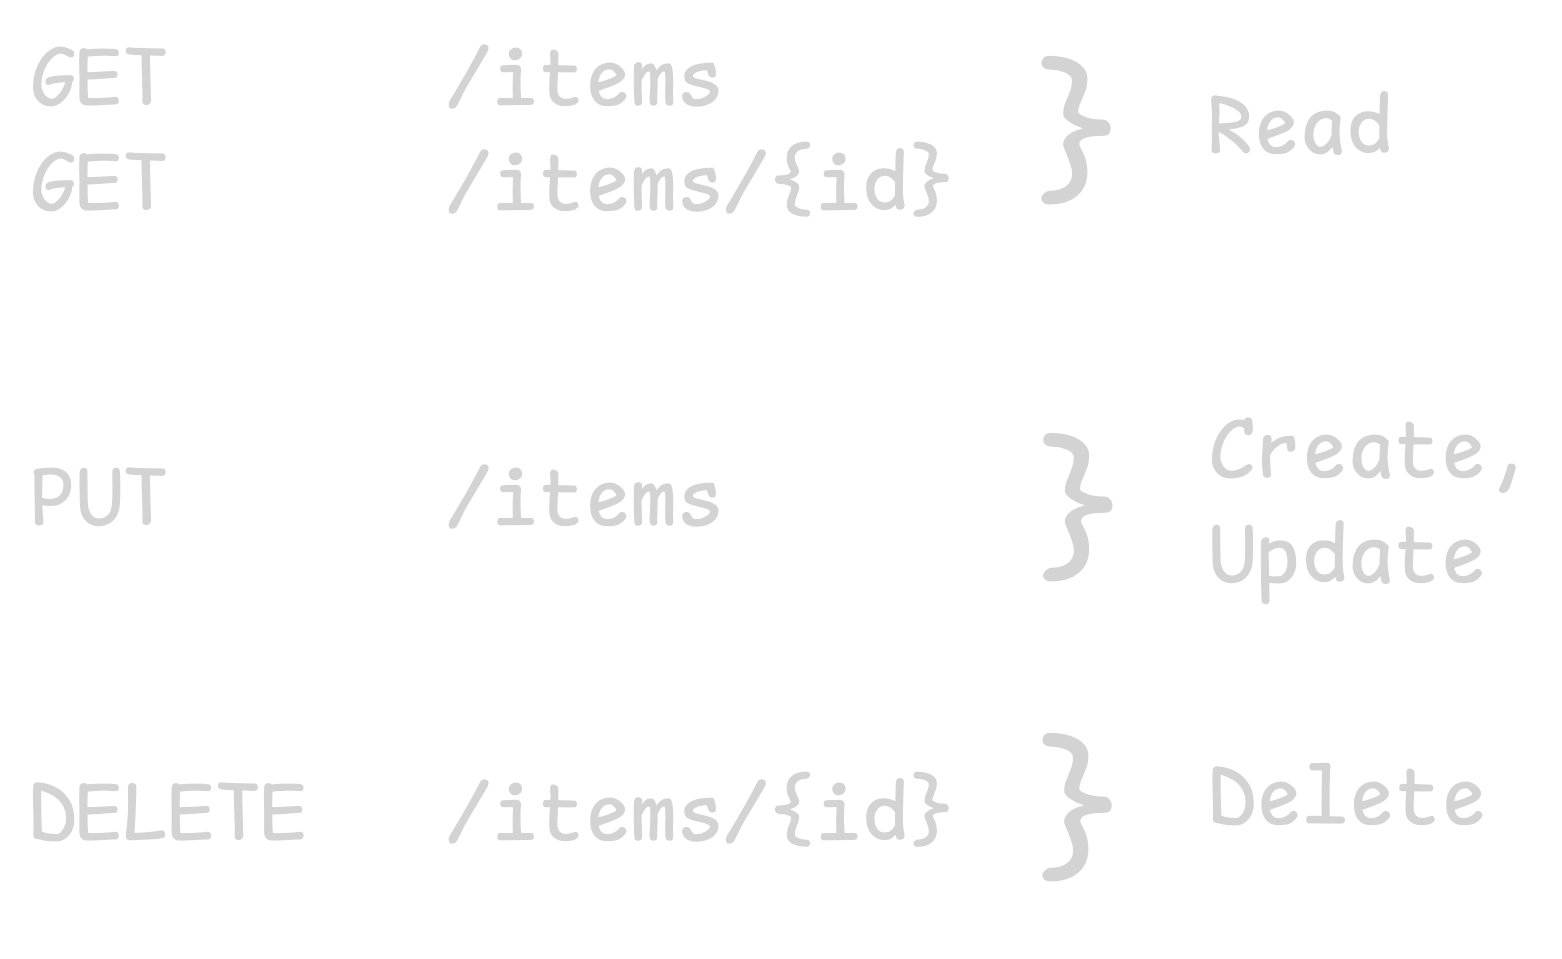 GET /items
GET /items/{id}
} Read
PUT /items
} Create,
Update
DELETE /items/{id}
} Delete